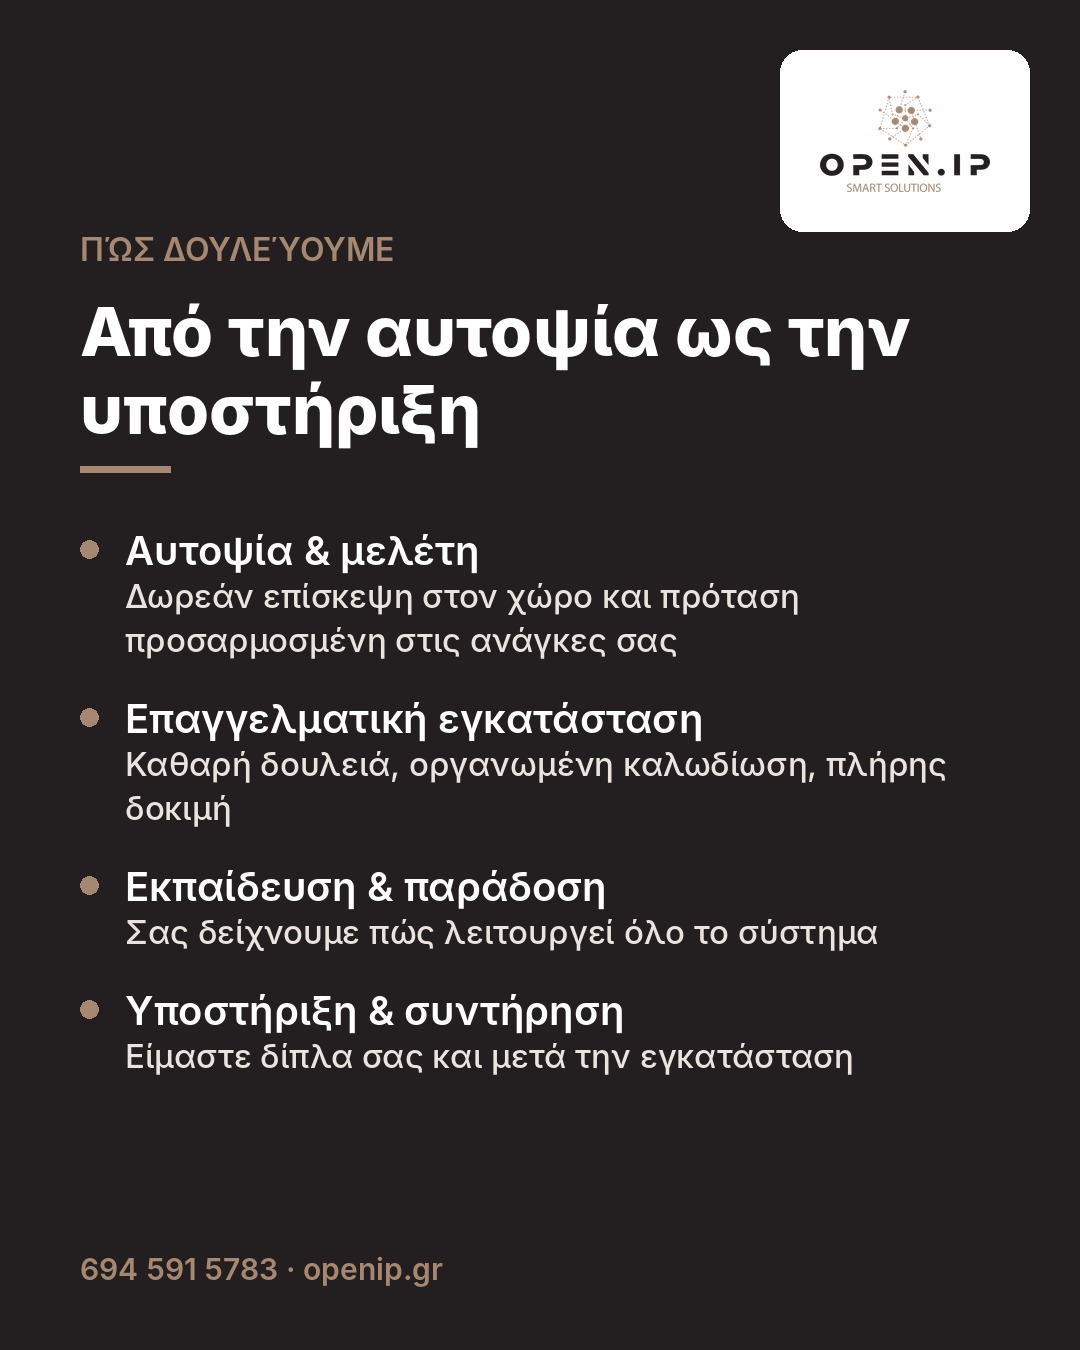 OPEN.IP
SMART SOLUTIONS
ΠΏΣ ΔΟΥΛΕΎΟΥΜΕ
Από την αυτοψία ως την
υποστήριξη
Αυτοψία & μελέτη
Δωρεάν επίσκεψη στον χώρο και πρόταση
προσαρμοσμένη στις ανάγκες σας
Επαγγελματική εγκατάσταση
Καθαρή δουλειά, οργανωμένη καλωδίωση, πλήρης
δοκιμή
Εκπαίδευση & παράδοση
Σας δείχνουμε πώς λειτουργεί όλο το σύστημα
Υποστήριξη & συντήρηση
Είμαστε δίπλα σας και μετά την εγκατάσταση
694 591 5783 · openip.gr